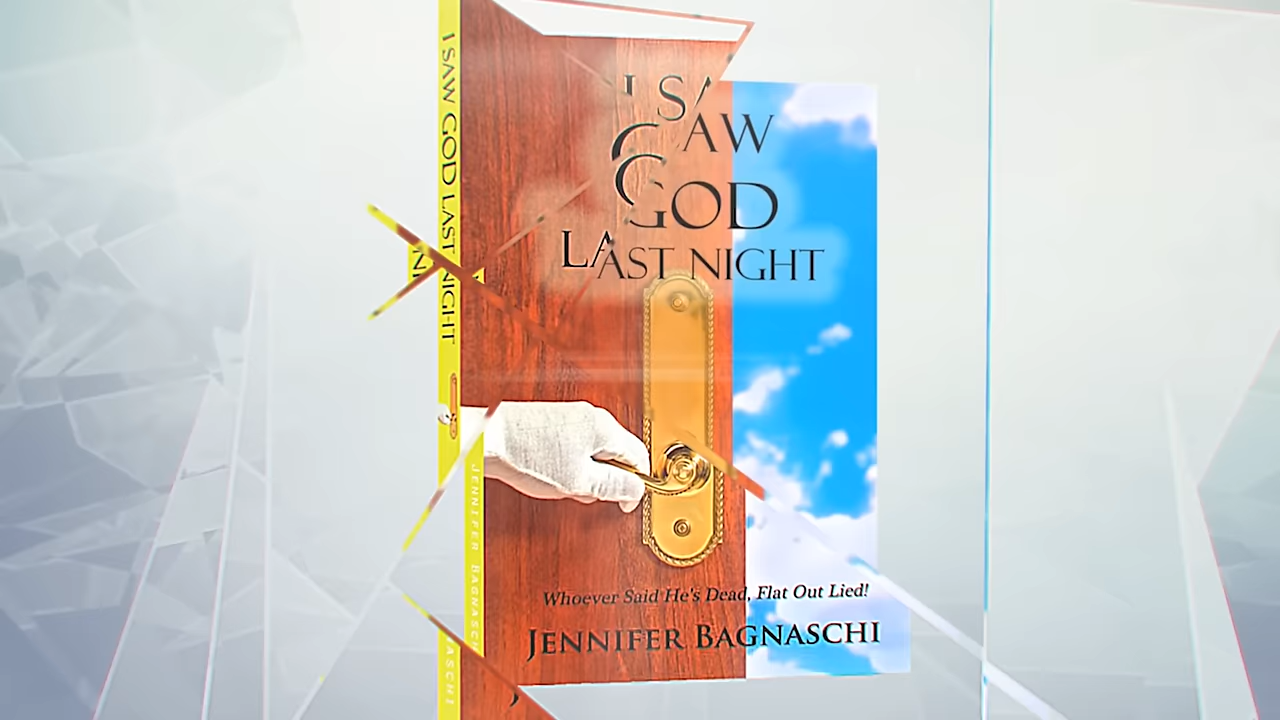 I SAW GOD LAST NIGHT
JENNIFER BAGNASCHI
I SAW
GOD
LAST NIGHT
Whoever Said He's Dead, Flat Out Lied!
JENNIFER BAGNASCHI